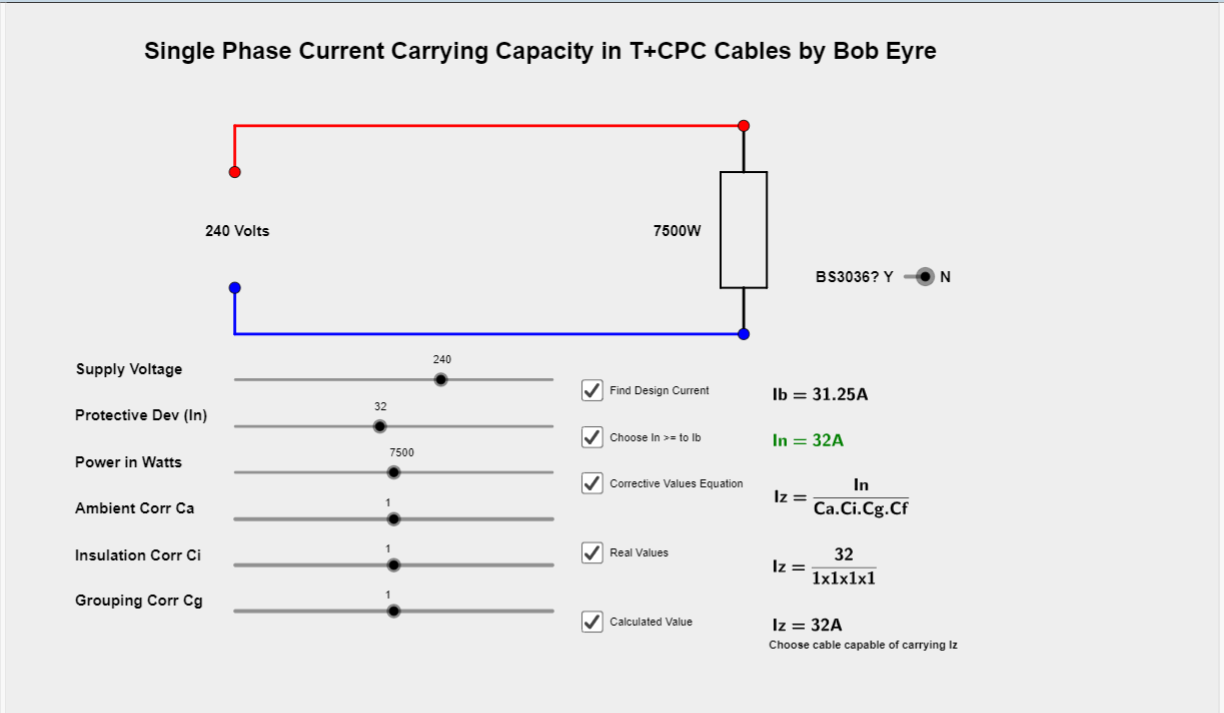 Single Phase Current Carrying Capacity in T+CPC Cables by Bob Eyre
240 Volts
7500W
BS3036? Y N
Supply Voltage
240
Protective Dev (In)
32
Power in Watts
7500
Ambient Corr Ca
1
Insulation Corr Ci
1
Grouping Corr Cg
1
Find Design Current
Ib = 31.25A
Choose In >= to Ib
In = 32A
Corrective Values Equation
Iz = In / Ca.Ci.Cg.Cf
Real Values
Iz = 32 / 1x1x1x1
Calculated Value
Iz = 32A
Choose cable capable of carrying Iz